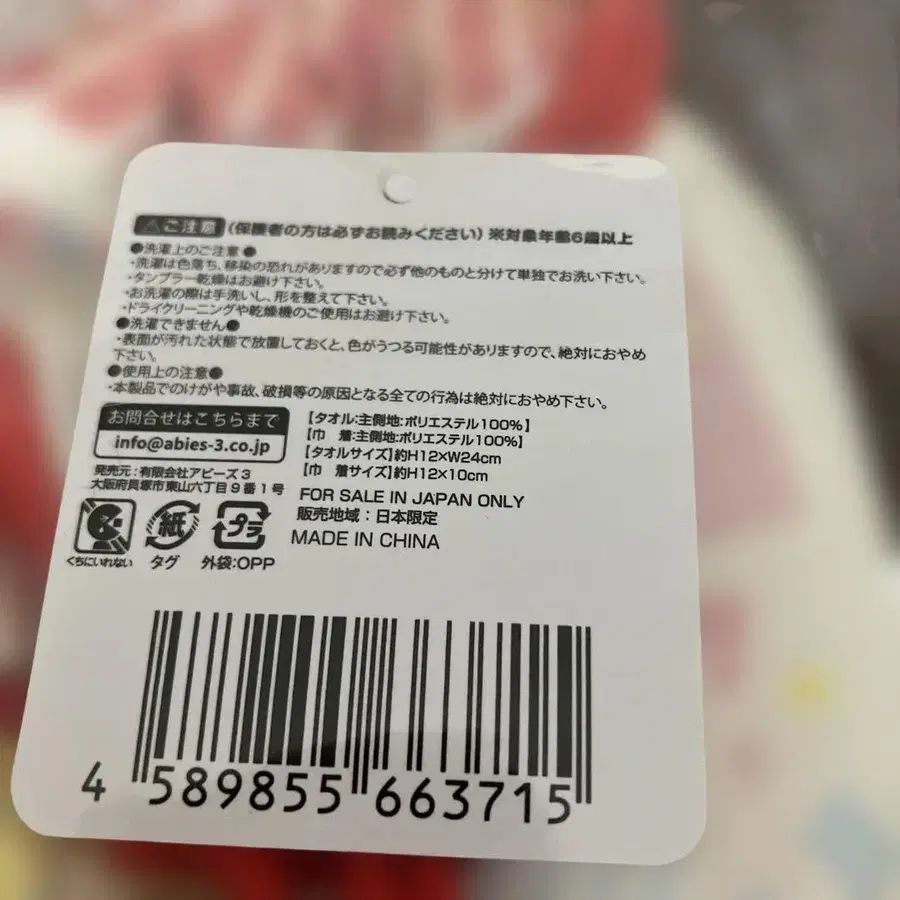 ⚠ご注意 (保護者の方は必ずお読みください) ※対象年齢6歳以上
●洗濯上のご注意●
・洗濯は色落ち、移染の恐れがありますので必ず他のものと分けて単独でお洗い下さい。
・タンブラー乾燥はお避け下さい。
・お洗濯の際は手洗いし、形を整えて下さい。
・ドライクリーニングや乾燥機のご使用はお避け下さい。
●洗濯できません●
・表面が汚れた状態で放置しておくと、色がうつる可能性がありますので、絶対におやめ
下さい。
●使用上の注意●
・本製品でのけがや事故、破損等の原因となる全ての行為は絶対におやめ下さい。
お問合せはこちらまで
info@abies-3.co.jp
発売元:有限会社アビーズ3
大阪府貝塚市東山六丁目9番1号
くちにいれない
紙
タグ
プラ
外袋:OPP
【タオル:主側地:ポリエステル100%】
【巾 着:主側地:ポリエステル100%】
【タオルサイズ】約H12×W24cm
【巾 着サイズ】約H12×10cm
FOR SALE IN JAPAN ONLY
販売地域:日本限定
MADE IN CHINA
4 589855 663715